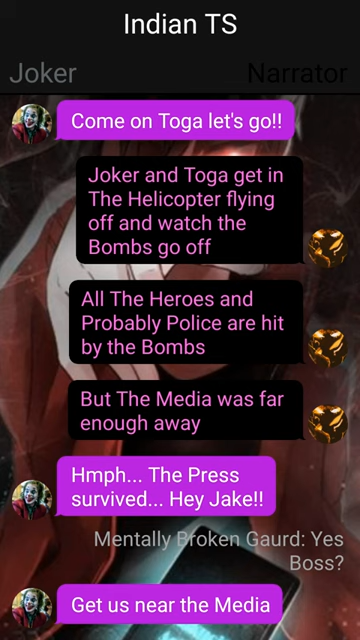 Indian TS
Joker
Narrator
Come on Toga let's go!!
Joker and Toga get in
The Helicopter flying
off and watch the
Bombs go off
All The Heroes and
Probably Police are hit
by the Bombs
But The Media was far
enough away
Hmph... The Press
survived... Hey Jake!!
Mentally Broken Gaurd: Yes
Boss?
Get us near the Media